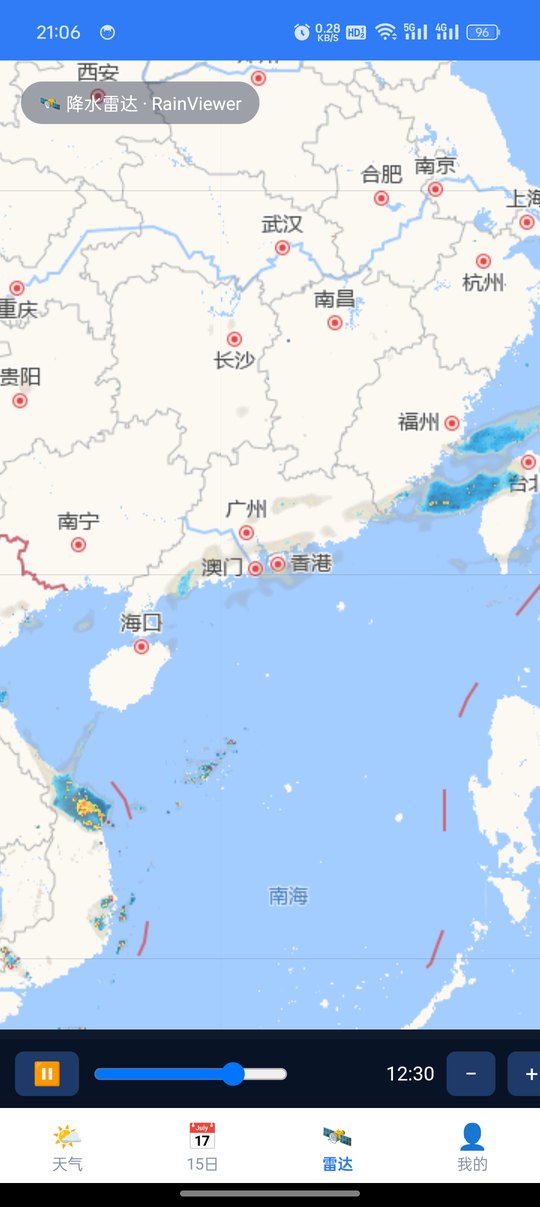 21:06
0.28
KB/S
HD
5G
4G
96
西安
降水雷达 · RainViewer
合肥
南京
上海
武汉
杭州
重庆
南昌
长沙
贵阳
福州
台北
广州
南宁
澳门
香港
海口
南海
12:30
−
+
July
17
天气
15日
雷达
我的